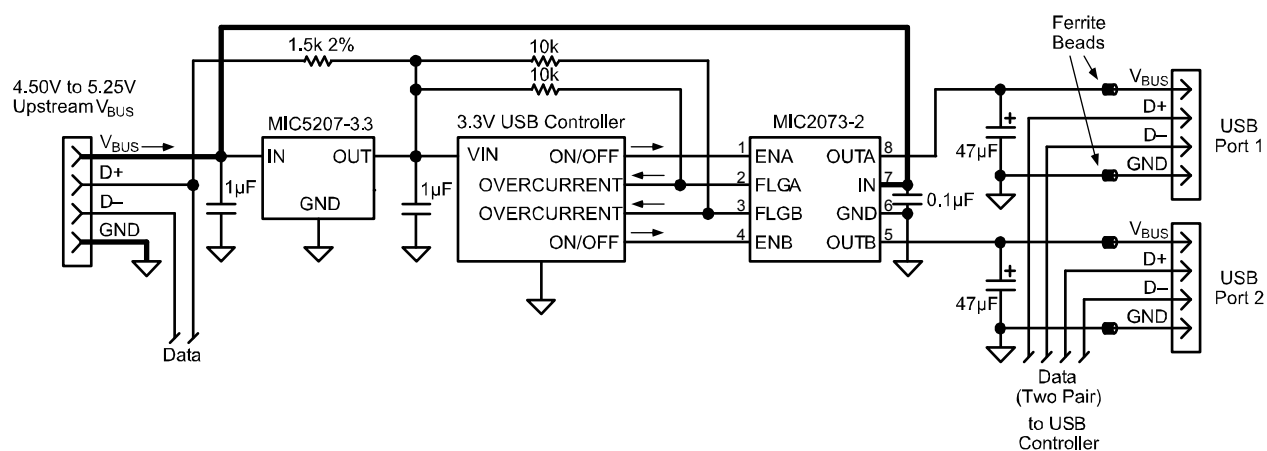 1.5k 2%
10k
10k
4.50V to 5.25V
Upstream VBUS
VBUS
D+
D–
GND
Data
1µF
MIC5207-3.3
IN
OUT
GND
1µF
3.3V USB Controller
VIN
ON/OFF
OVERCURRENT
OVERCURRENT
ON/OFF
MIC2073-2
1
ENA
2
FLGA
3
FLGB
4
ENB
OUTA
8
IN
7
GND
6
OUTB
5
0.1µF
47µF
47µF
Ferrite
Beads
VBUS
D+
D–
GND
USB
Port 1
VBUS
D+
D–
GND
USB
Port 2
Data
(Two Pair)
to USB
Controller